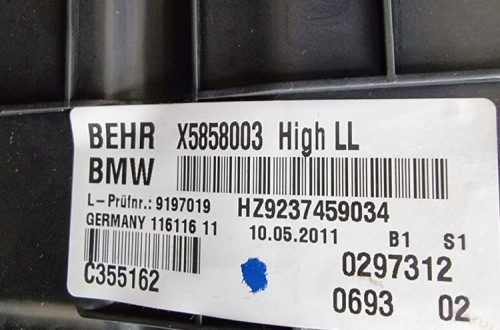 BEHR X5858003 High LL
BMW
L-Prüfnr.: 9197019 HZ9237459034
GERMANY 116116 11 10.05.2011 B1 S1
C355162 0297312
0693 02